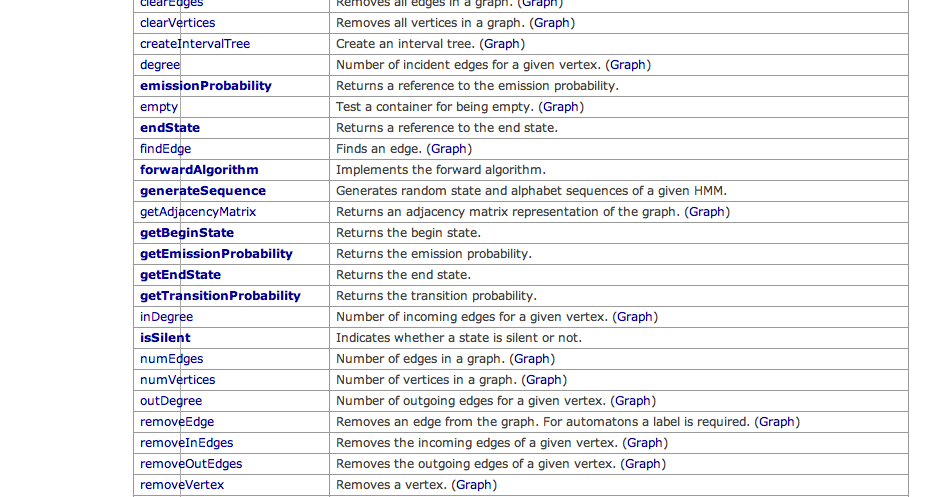 clearEdges Removes all edges in a graph. (Graph)
clearVertices Removes all vertices in a graph. (Graph)
createIntervalTree Create an interval tree. (Graph)
degree Number of incident edges for a given vertex. (Graph)
emissionProbability Returns a reference to the emission probability.
empty Test a container for being empty. (Graph)
endState Returns a reference to the end state.
findEdge Finds an edge. (Graph)
forwardAlgorithm Implements the forward algorithm.
generateSequence Generates random state and alphabet sequences of a given HMM.
getAdjacencyMatrix Returns an adjacency matrix representation of the graph. (Graph)
getBeginState Returns the begin state.
getEmissionProbability Returns the emission probability.
getEndState Returns the end state.
getTransitionProbability Returns the transition probability.
inDegree Number of incoming edges for a given vertex. (Graph)
isSilent Indicates whether a state is silent or not.
numEdges Number of edges in a graph. (Graph)
numVertices Number of vertices in a graph. (Graph)
outDegree Number of outgoing edges for a given vertex. (Graph)
removeEdge Removes an edge from the graph. For automatons a label is required. (Graph)
removeInEdges Removes the incoming edges of a given vertex. (Graph)
removeOutEdges Removes the outgoing edges of a given vertex. (Graph)
removeVertex Removes a vertex. (Graph)